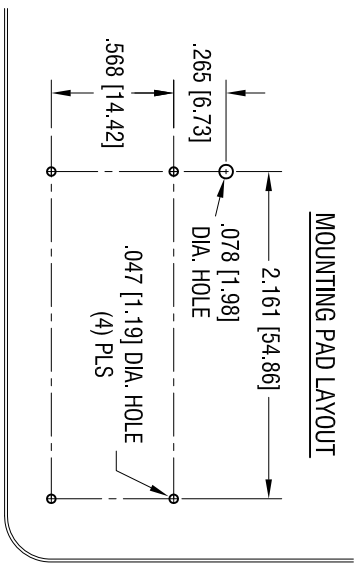 MOUNTING PAD LAYOUT
2.161 [54.86]
.078 [1.98]
DIA. HOLE
.265 [6.73]
.568 [14.42]
.047 [1.19] DIA. HOLE
(4) PLS